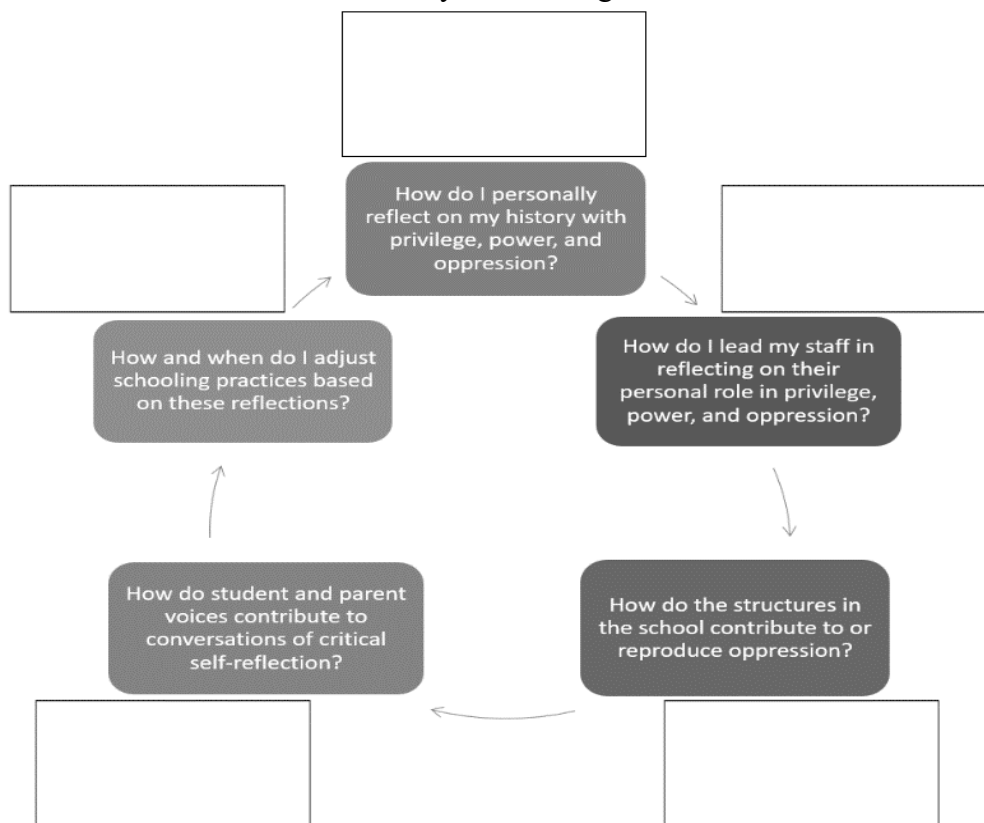 How do I personally
reflect on my history with
privilege, power, and
oppression?
How do I lead my staff in
reflecting on their
personal role in privilege,
power, and oppression?
How do the structures in
the school contribute to or
reproduce oppression?
How do student and parent
voices contribute to
conversations of critical
self-reflection?
How and when do I adjust
schooling practices based
on these reflections?